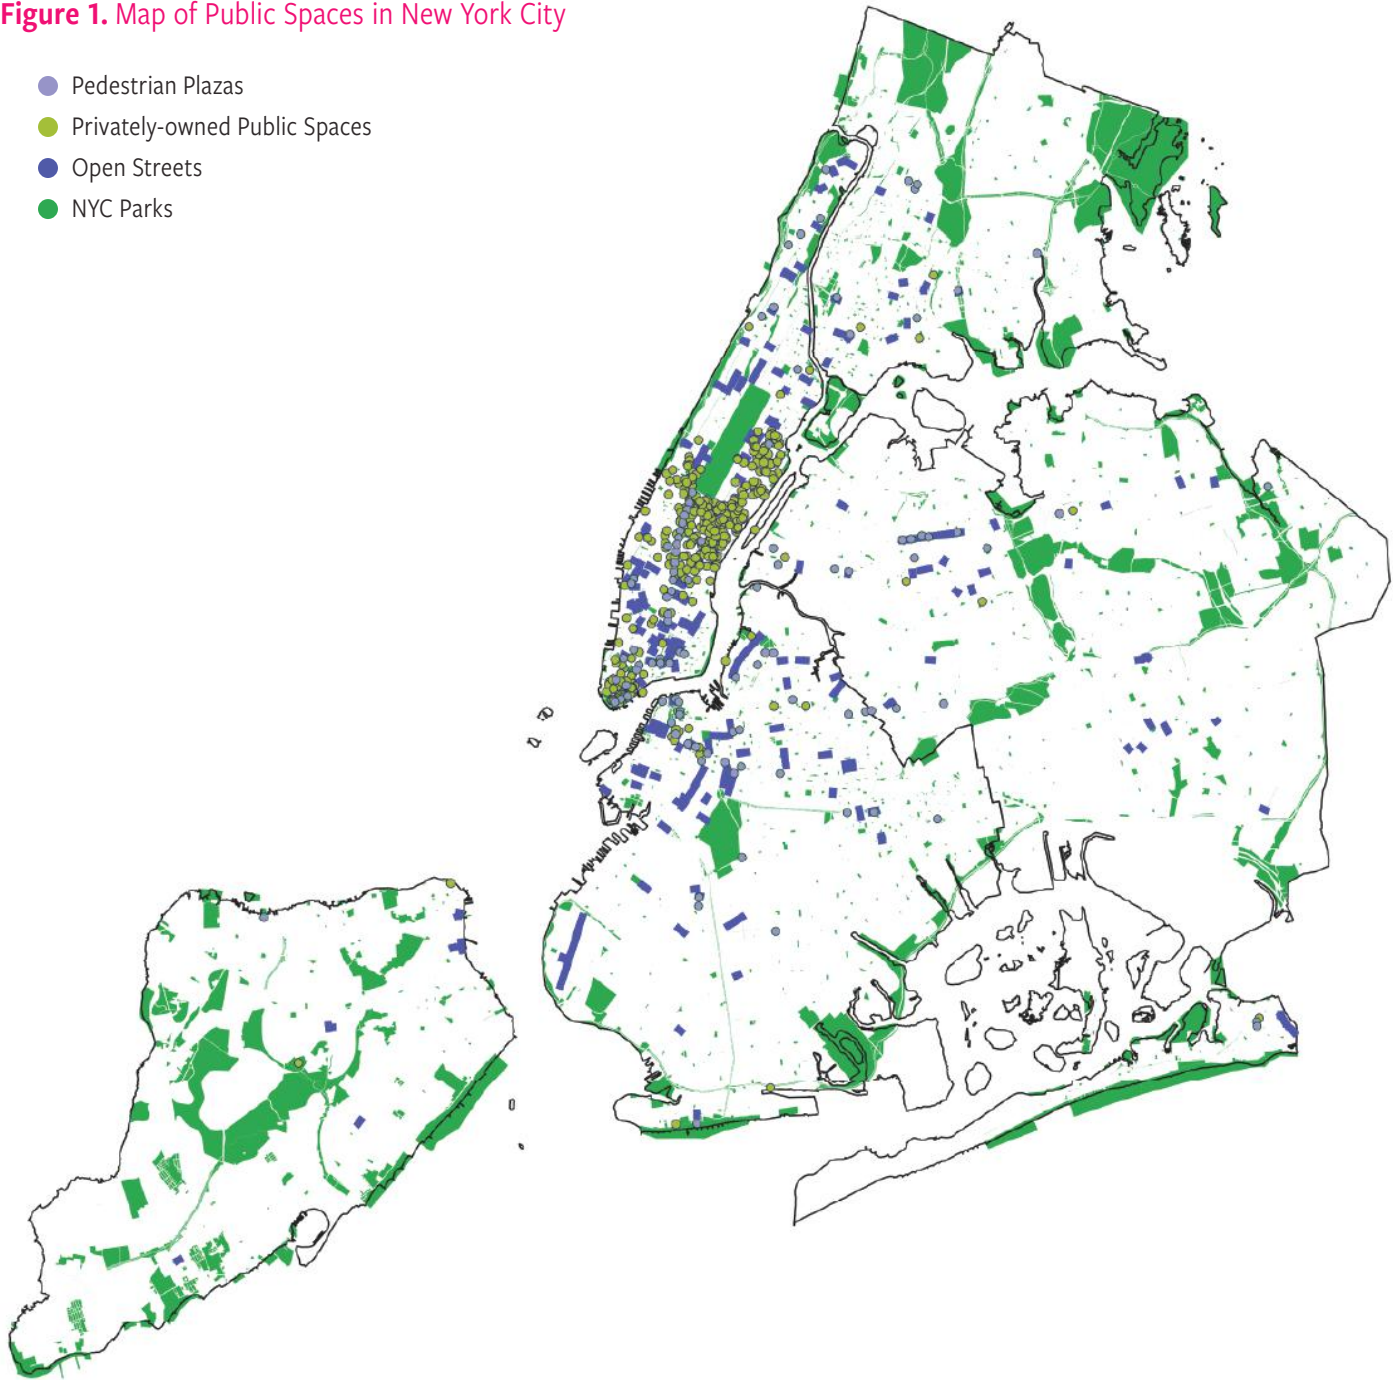 Figure 1. Map of Public Spaces in New York City
Pedestrian Plazas
Privately-owned Public Spaces
Open Streets
NYC Parks